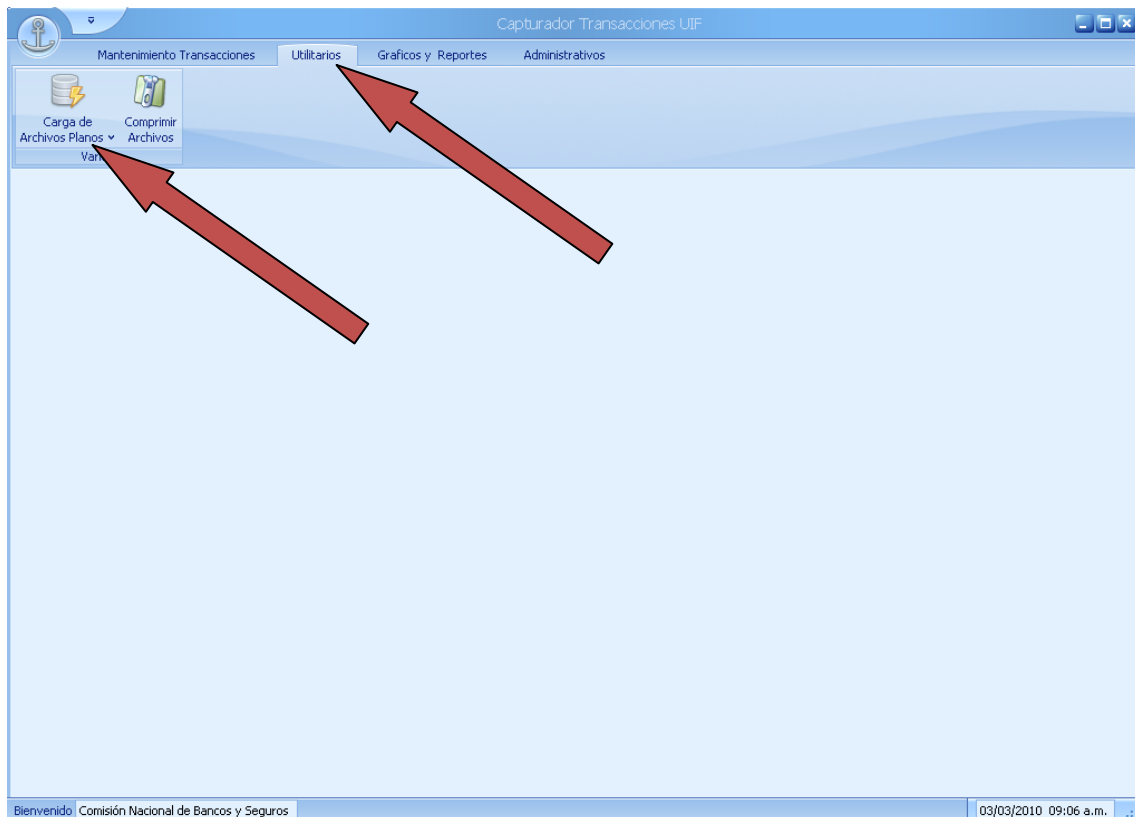 Capturador Transacciones UIF
Mantenimiento Transacciones Utilitarios Graficos y Reportes Administrativos
Carga de
Archivos Planos
Comprimir
Archivos
Bienvenido Comisión Nacional de Bancos y Seguros 03/03/2010 09:06 a.m.